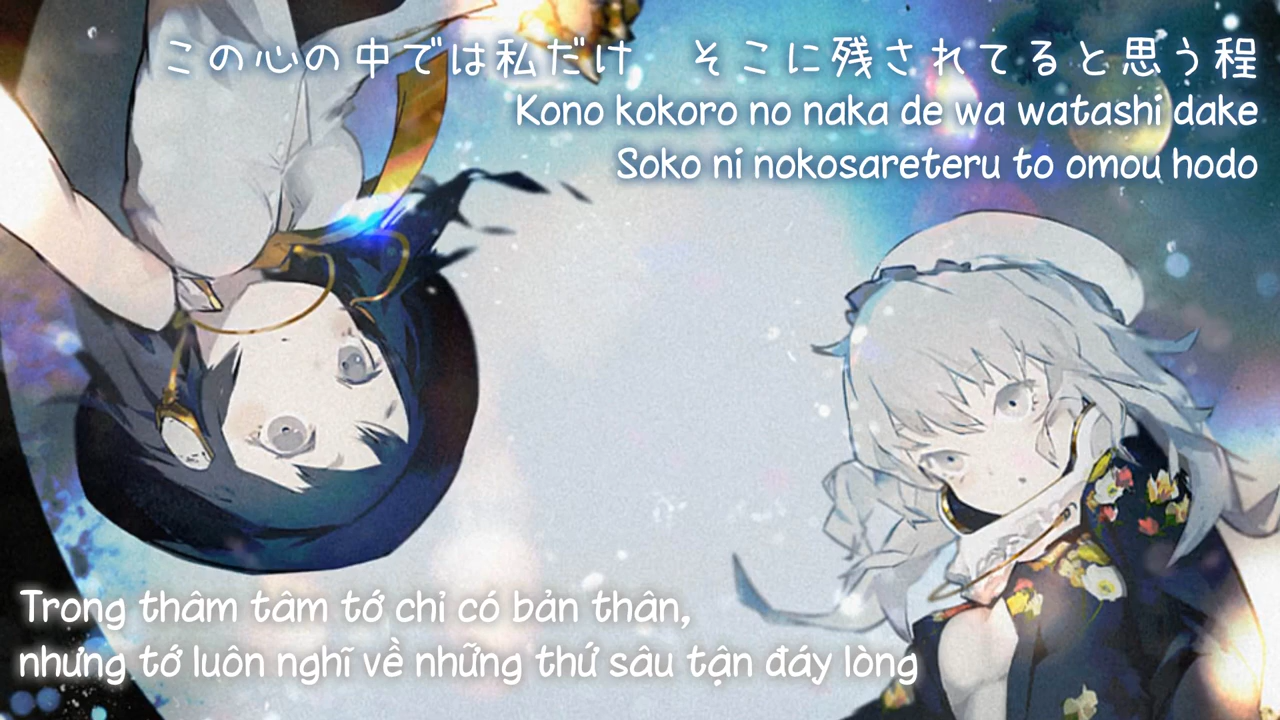 この心の中では私だけ　そこに残されてると思う程
Kono kokoro no naka de wa watashi dake
Soko ni nokosareteru to omou hodo
Trong thâm tâm tớ chỉ có bản thân,
nhưng tớ luôn nghĩ về những thứ sâu tận đáy lòng